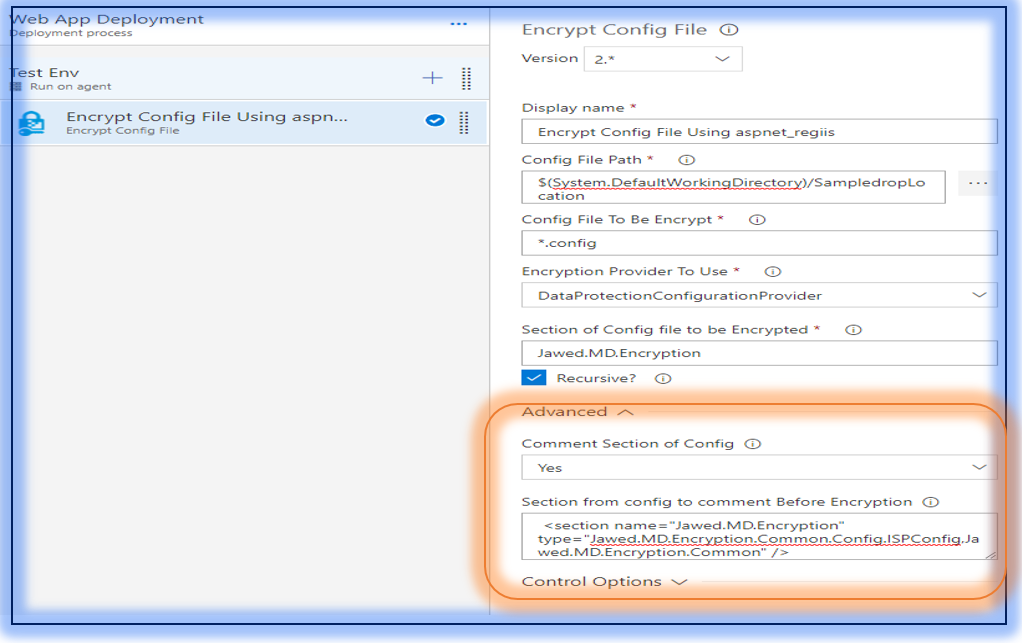 Web App Deployment
Deployment process
Test Env
Run on agent
Encrypt Config File Using aspn...
Encrypt Config File
Encrypt Config File
Version 2.*
Display name *
Encrypt Config File Using aspnet_regiis
Config File Path *
$(System.DefaultWorkingDirectory)/SampledropLo
cation
Config File To Be Encrypt *
*.config
Encryption Provider To Use *
DataProtectionConfigurationProvider
Section of Config file to be Encrypted *
Jawed.MD.Encryption
Recursive?
Advanced
Comment Section of Config
Yes
Section from config to comment Before Encryption
<section name="Jawed.MD.Encryption"
type="Jawed.MD.Encryption.Common.Config.ISPConfig,Ja
wed.MD.Encryption.Common" />
Control Options